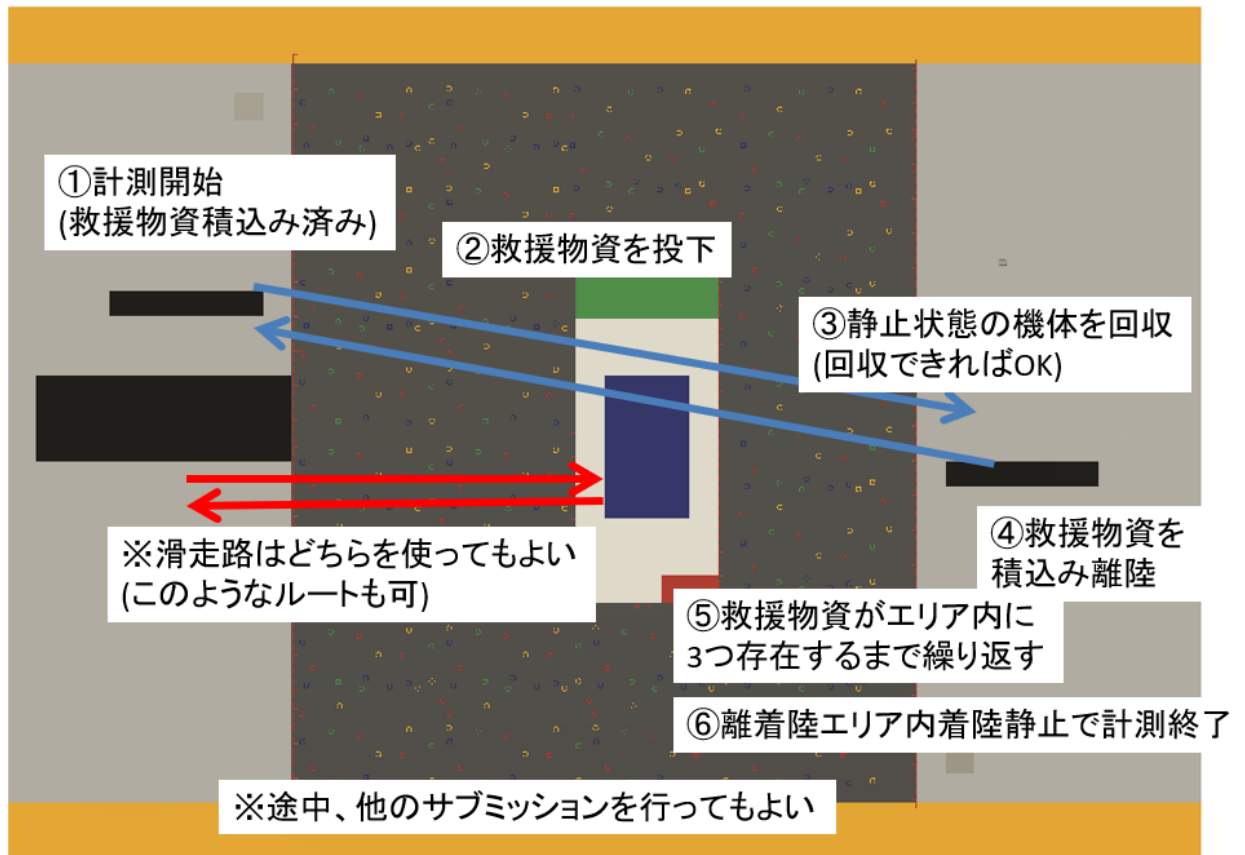 ①計測開始
(救援物資積込み済み)
②救援物資を投下
③静止状態の機体を回収
(回収できればOK)
④救援物資を
積込み離陸
※滑走路はどちらを使ってもよい
(このようなルートも可)
⑤救援物資がエリア内に
3つ存在するまで繰り返す
⑥離着陸エリア内着陸静止で計測終了
※途中、他のサブミッションを行ってもよい